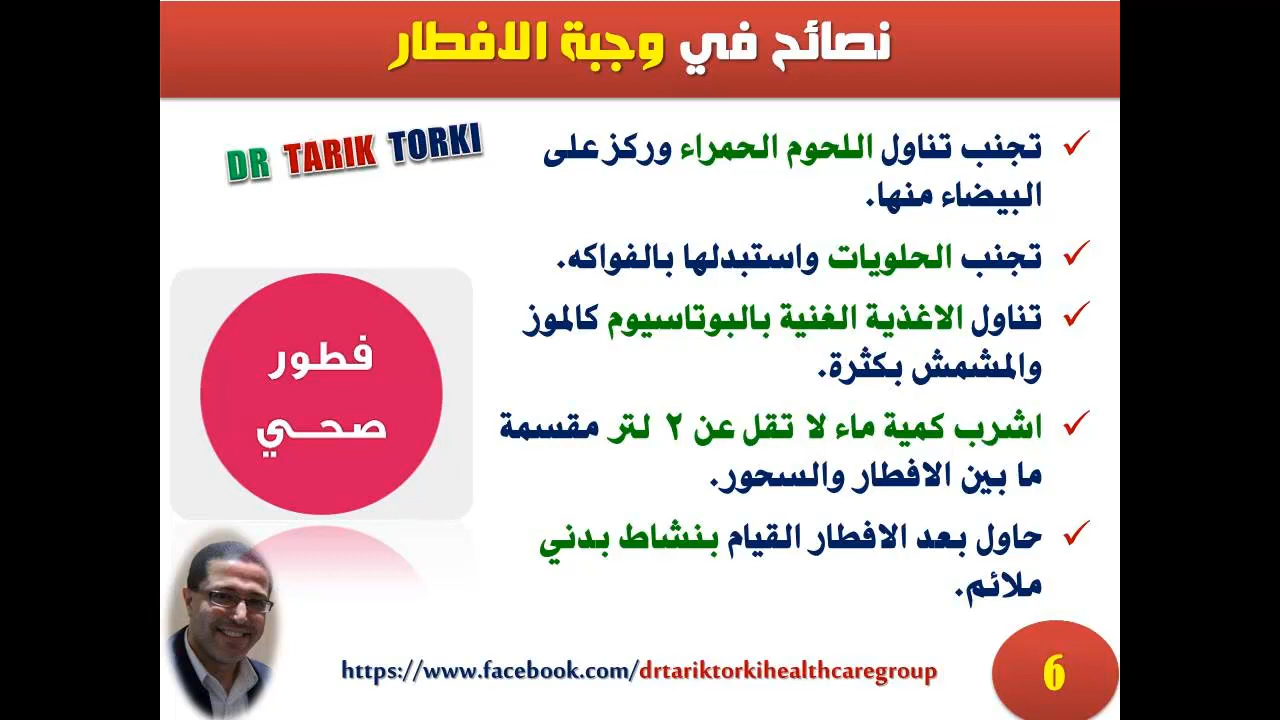 نصائح في وجبة الافطار
DR TARIK TORKI
تجنب تناول اللحوم الحمراء وركز على
البيضاء منها.
تجنب الحلويات واستبدلها بالفواكه.
تناول الاغذية الغنية بالبوتاسيوم كالموز
والمشمش بكثرة.
اشرب كمية ماء لا تقل عن ٢ لتر مقسمة
ما بين الافطار والسحور.
حاول بعد الافطار القيام بنشاط بدني
ملائم.
فطور
صحي
https://www.facebook.com/drtariktorkihealthcaregroup
6